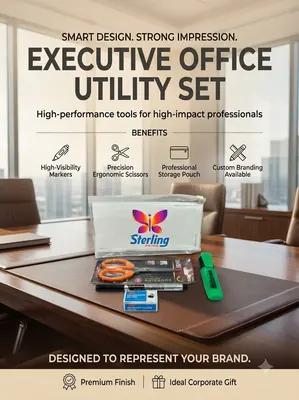 SMART DESIGN. STRONG IMPRESSION.
EXECUTIVE OFFICE
UTILITY SET
High-performance tools for high-impact professionals
BENEFITS
High-Visibility
Markers
Precision
Ergonomic Scissors
Professional
Storage Pouch
Custom Branding
Available
Sterling
DESIGNED TO REPRESENT YOUR BRAND.
Premium Finish
Ideal Corporate Gift